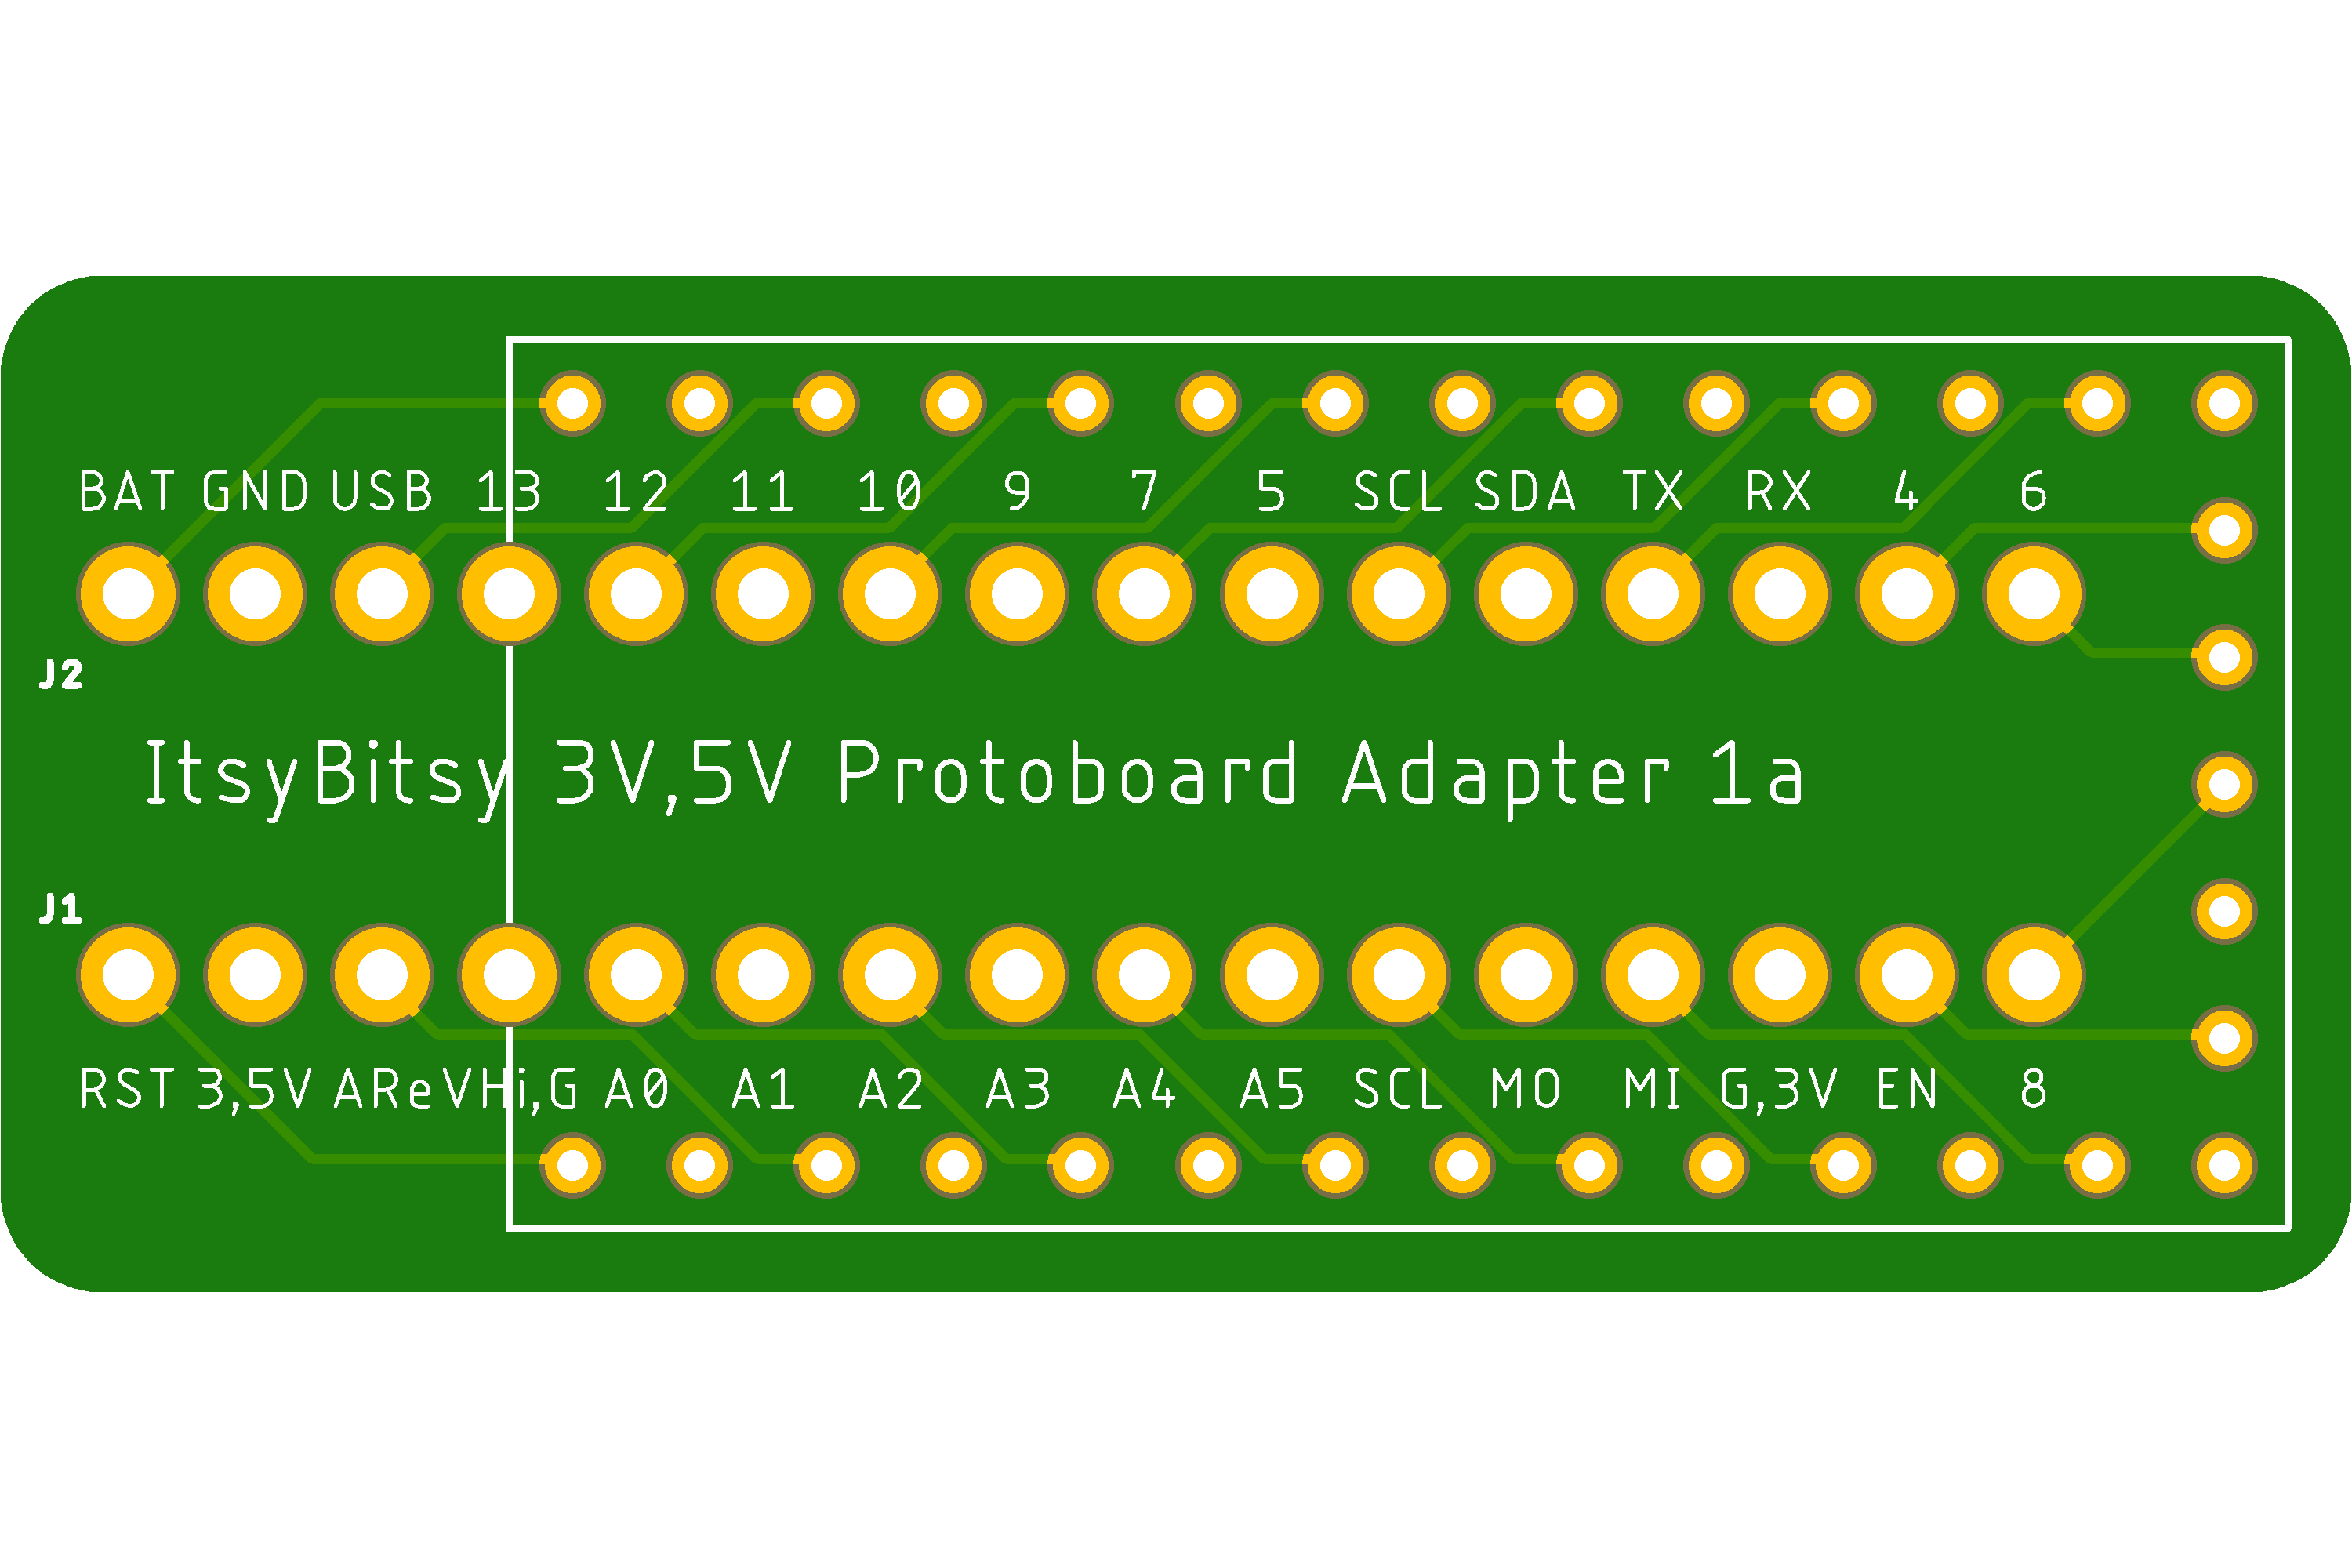 BAT GND USB 13 12 11 10 9 7 5 SCL SDA TX RX 4 6
J2
ItsyBitsy 3V,5V Protoboard Adapter 1a
J1
RST 3,5V AReVHi,G A0 A1 A2 A3 A4 A5 SCL MO MI G,3V EN 8